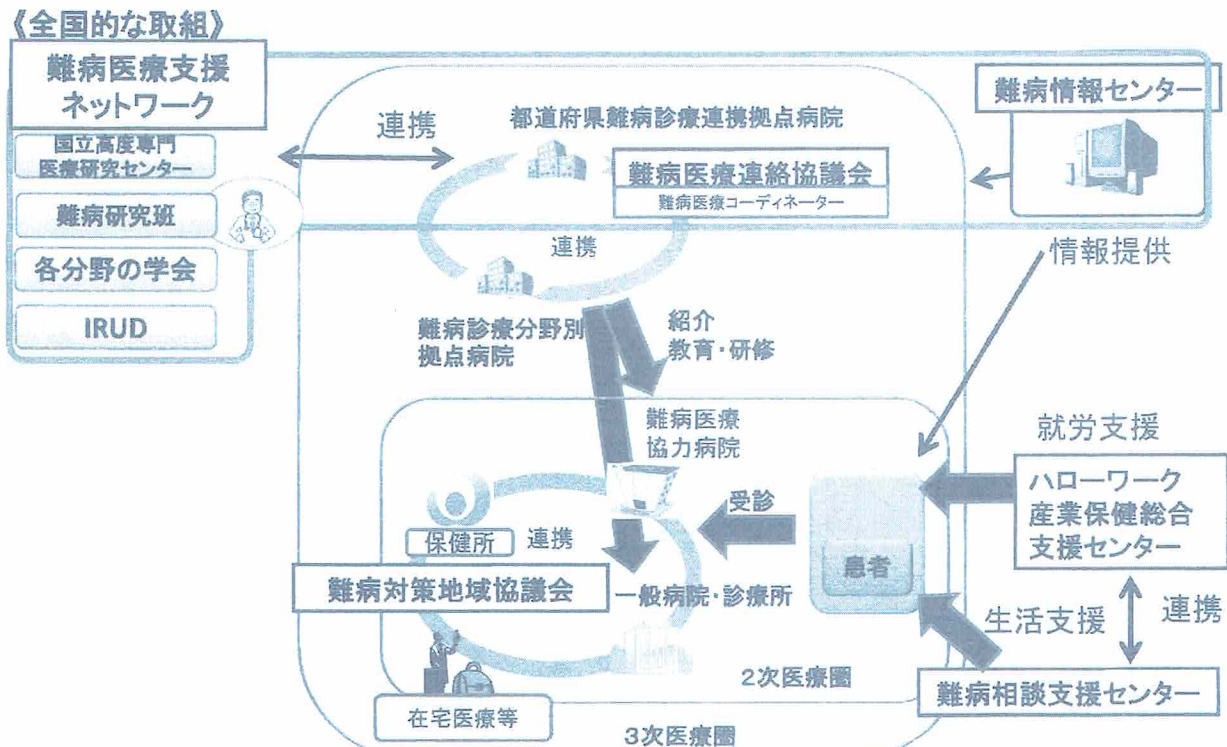 《全国的な取組》
難病医療支援
ネットワーク
国立高度専門
医療研究センター
難病研究班
各分野の学会
IRUD
連携
都道府県難病診療連携拠点病院
難病医療連絡協議会
難病医療コーディネーター
連携
難病診療分野別
拠点病院
紹介
教育・研修
難病情報センター
情報提供
難病医療
協力病院
保健所
連携
難病対策地域協議会
一般病院・診療所
在宅医療等
受診
患者
2次医療圏
3次医療圏
就労支援
ハローワーク
産業保健総合
支援センター
生活支援
連携
難病相談支援センター